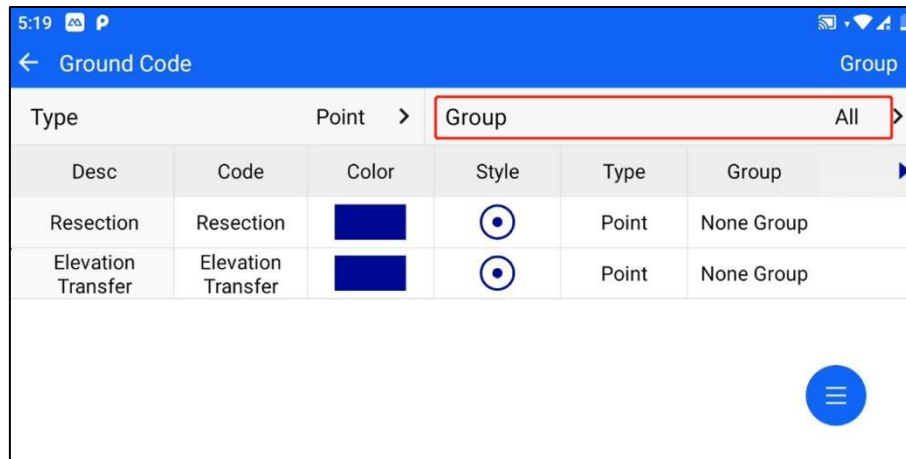 5:19
Ground Code
Group
Type Point
Group All
Desc Code Color Style Type Group
Resection Resection Point None Group
Elevation Transfer Elevation Transfer Point None Group